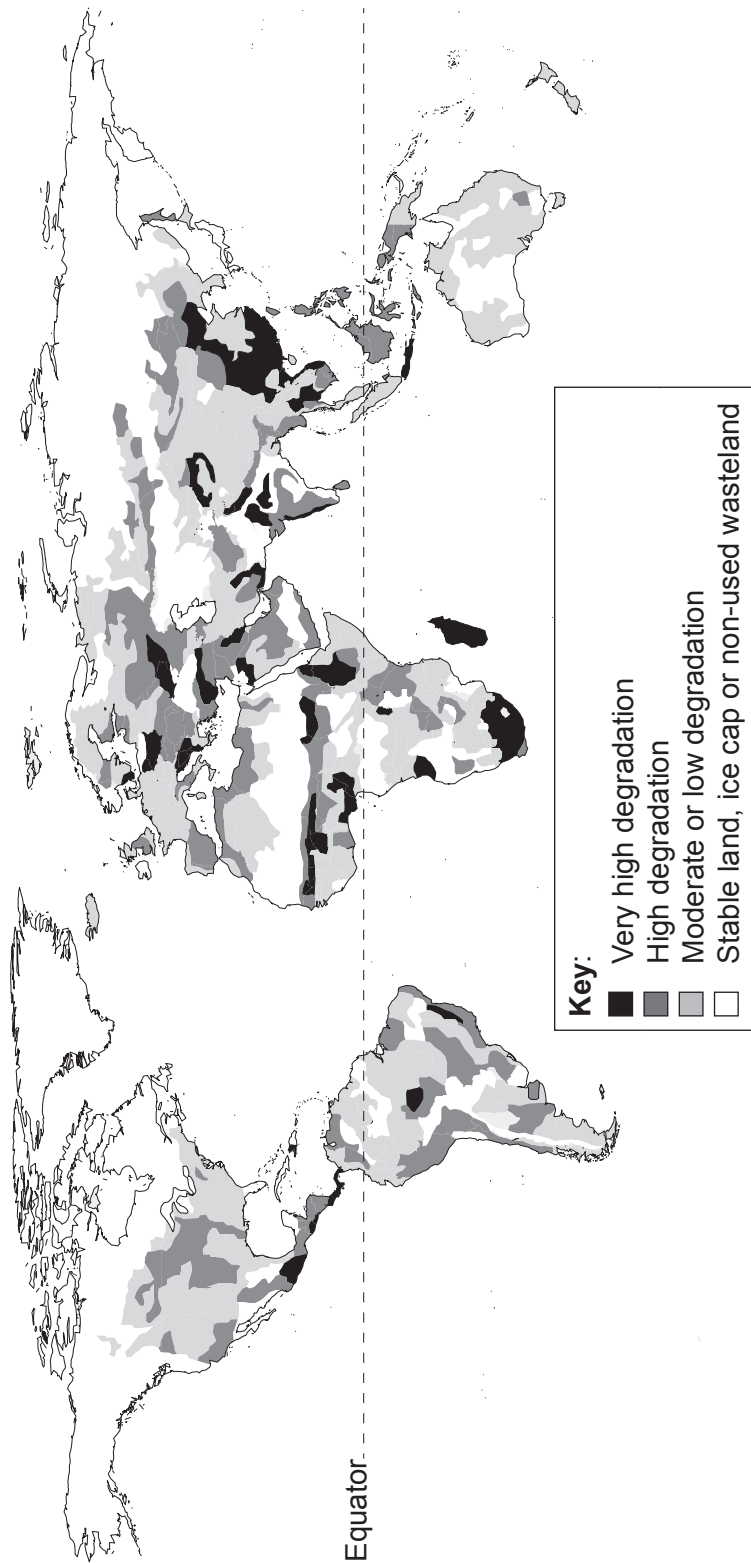 Equator
Key:
Very high degradation
High degradation
Moderate or low degradation
Stable land, ice cap or non-used wasteland